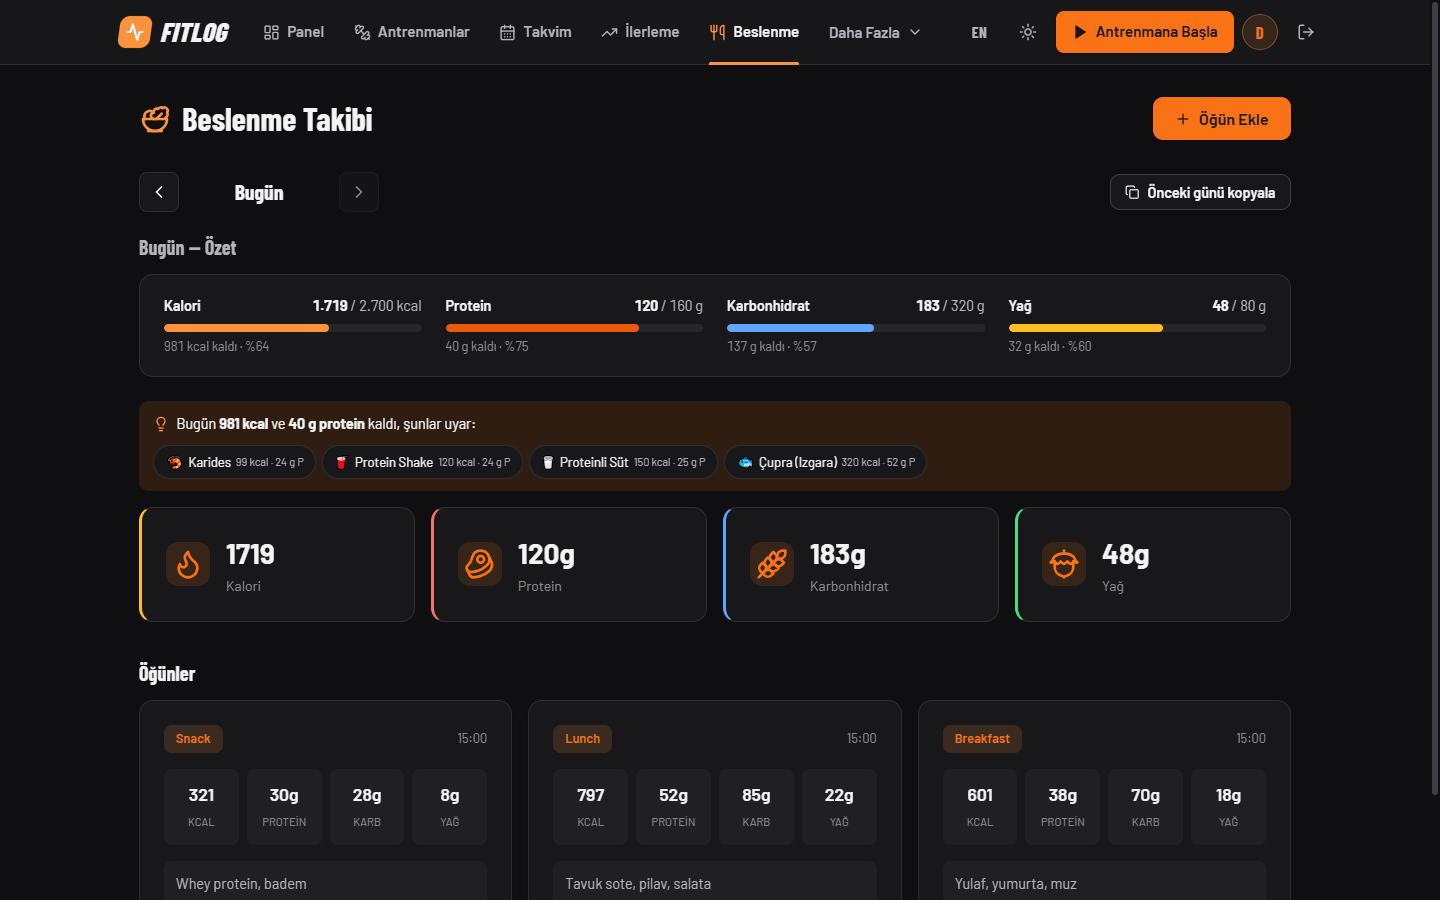 FITLOG
Panel
Antrenmanlar
Takvim
İlerleme
Beslenme
Daha Fazla
EN
Antrenmana Başla
D
Beslenme Takibi
+ Öğün Ekle
Bugün
Önceki günü kopyala
Bugün — Özet
Kalori 1.719 / 2.700 kcal
981 kcal kaldı · %64
Protein 120 / 160 g
40 g kaldı · %75
Karbonhidrat 183 / 320 g
137 g kaldı · %57
Yağ 48 / 80 g
32 g kaldı · %60
Bugün 981 kcal ve 40 g protein kaldı, şunlar uyar:
Karides 99 kcal · 24 g P
Protein Shake 120 kcal · 24 g P
Proteinli Süt 150 kcal · 25 g P
Çupra (Izgara) 320 kcal · 52 g P
1719
Kalori
120g
Protein
183g
Karbonhidrat
48g
Yağ
Öğünler
Snack 15:00
321 30g 28g 8g
KCAL PROTEİN KARB YAĞ
Whey protein, badem
Lunch 15:00
797 52g 85g 22g
KCAL PROTEİN KARB YAĞ
Tavuk sote, pilav, salata
Breakfast 15:00
601 38g 70g 18g
KCAL PROTEİN KARB YAĞ
Yulaf, yumurta, muz